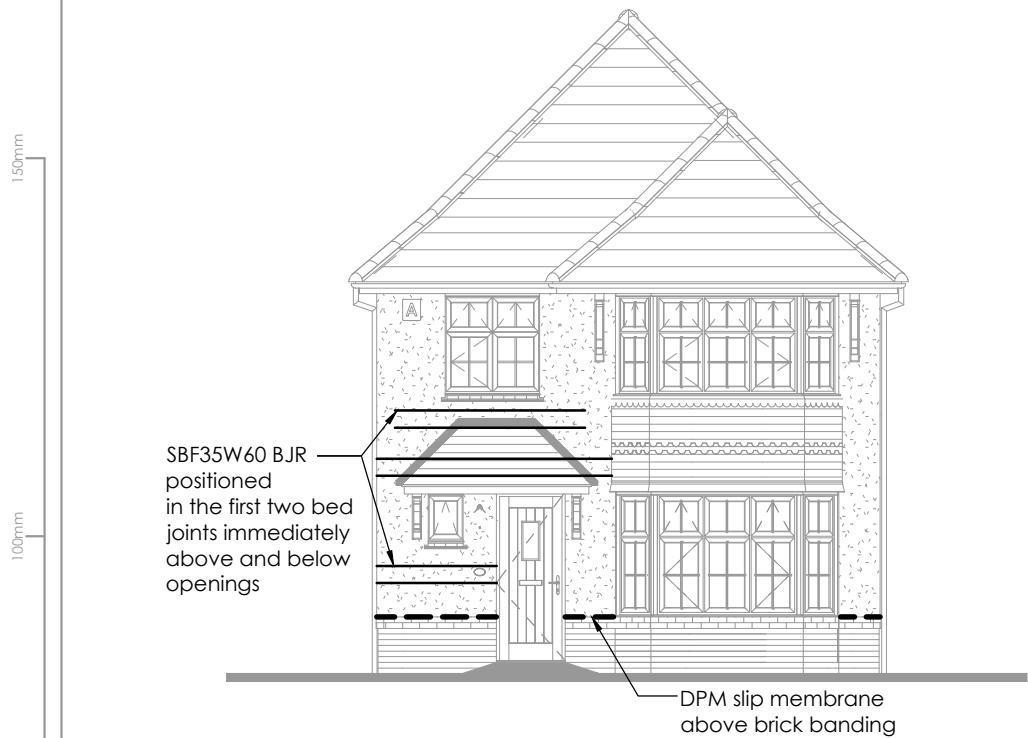 150mm
A
SBF35W60 BJR
positioned
in the first two bed
joints immediately
above and below
openings
100mm
DPM slip membrane
above brick banding